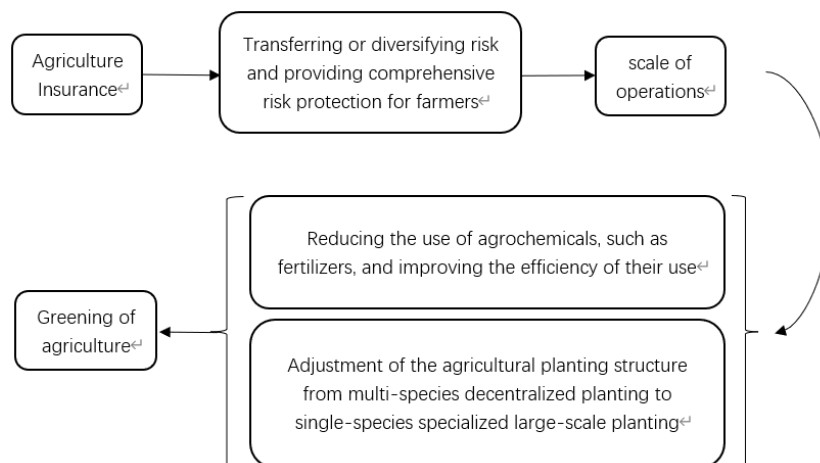 Agriculture
Insurance↵
Transferring or diversifying risk
and providing comprehensive
risk protection for farmers↵
scale of
operations↵
Reducing the use of agrochemicals, such as
fertilizers, and improving the efficiency of their use↵
Greening of
agriculture↵
Adjustment of the agricultural planting structure
from multi-species decentralized planting to
single-species specialized large-scale planting↵